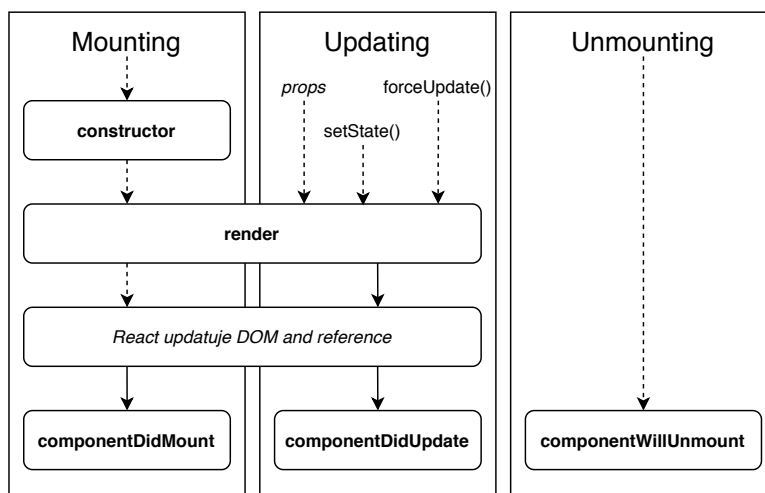 Mounting
Updating
Unmounting
props
forceUpdate()
setState()
constructor
render
React updatuje DOM and reference
componentDidMount
componentDidUpdate
componentWillUnmount